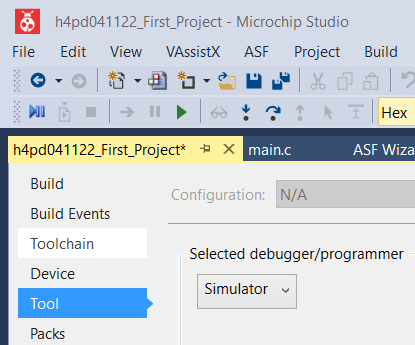 h4pd041122_First_Project - Microchip Studio
File Edit View VAssistX ASF Project Build
Hex
h4pd041122_First_Project* main.c ASF Wiza
Build
Build Events
Configuration: N/A
Toolchain
Device
Selected debugger/programmer
Tool
Simulator
Packs